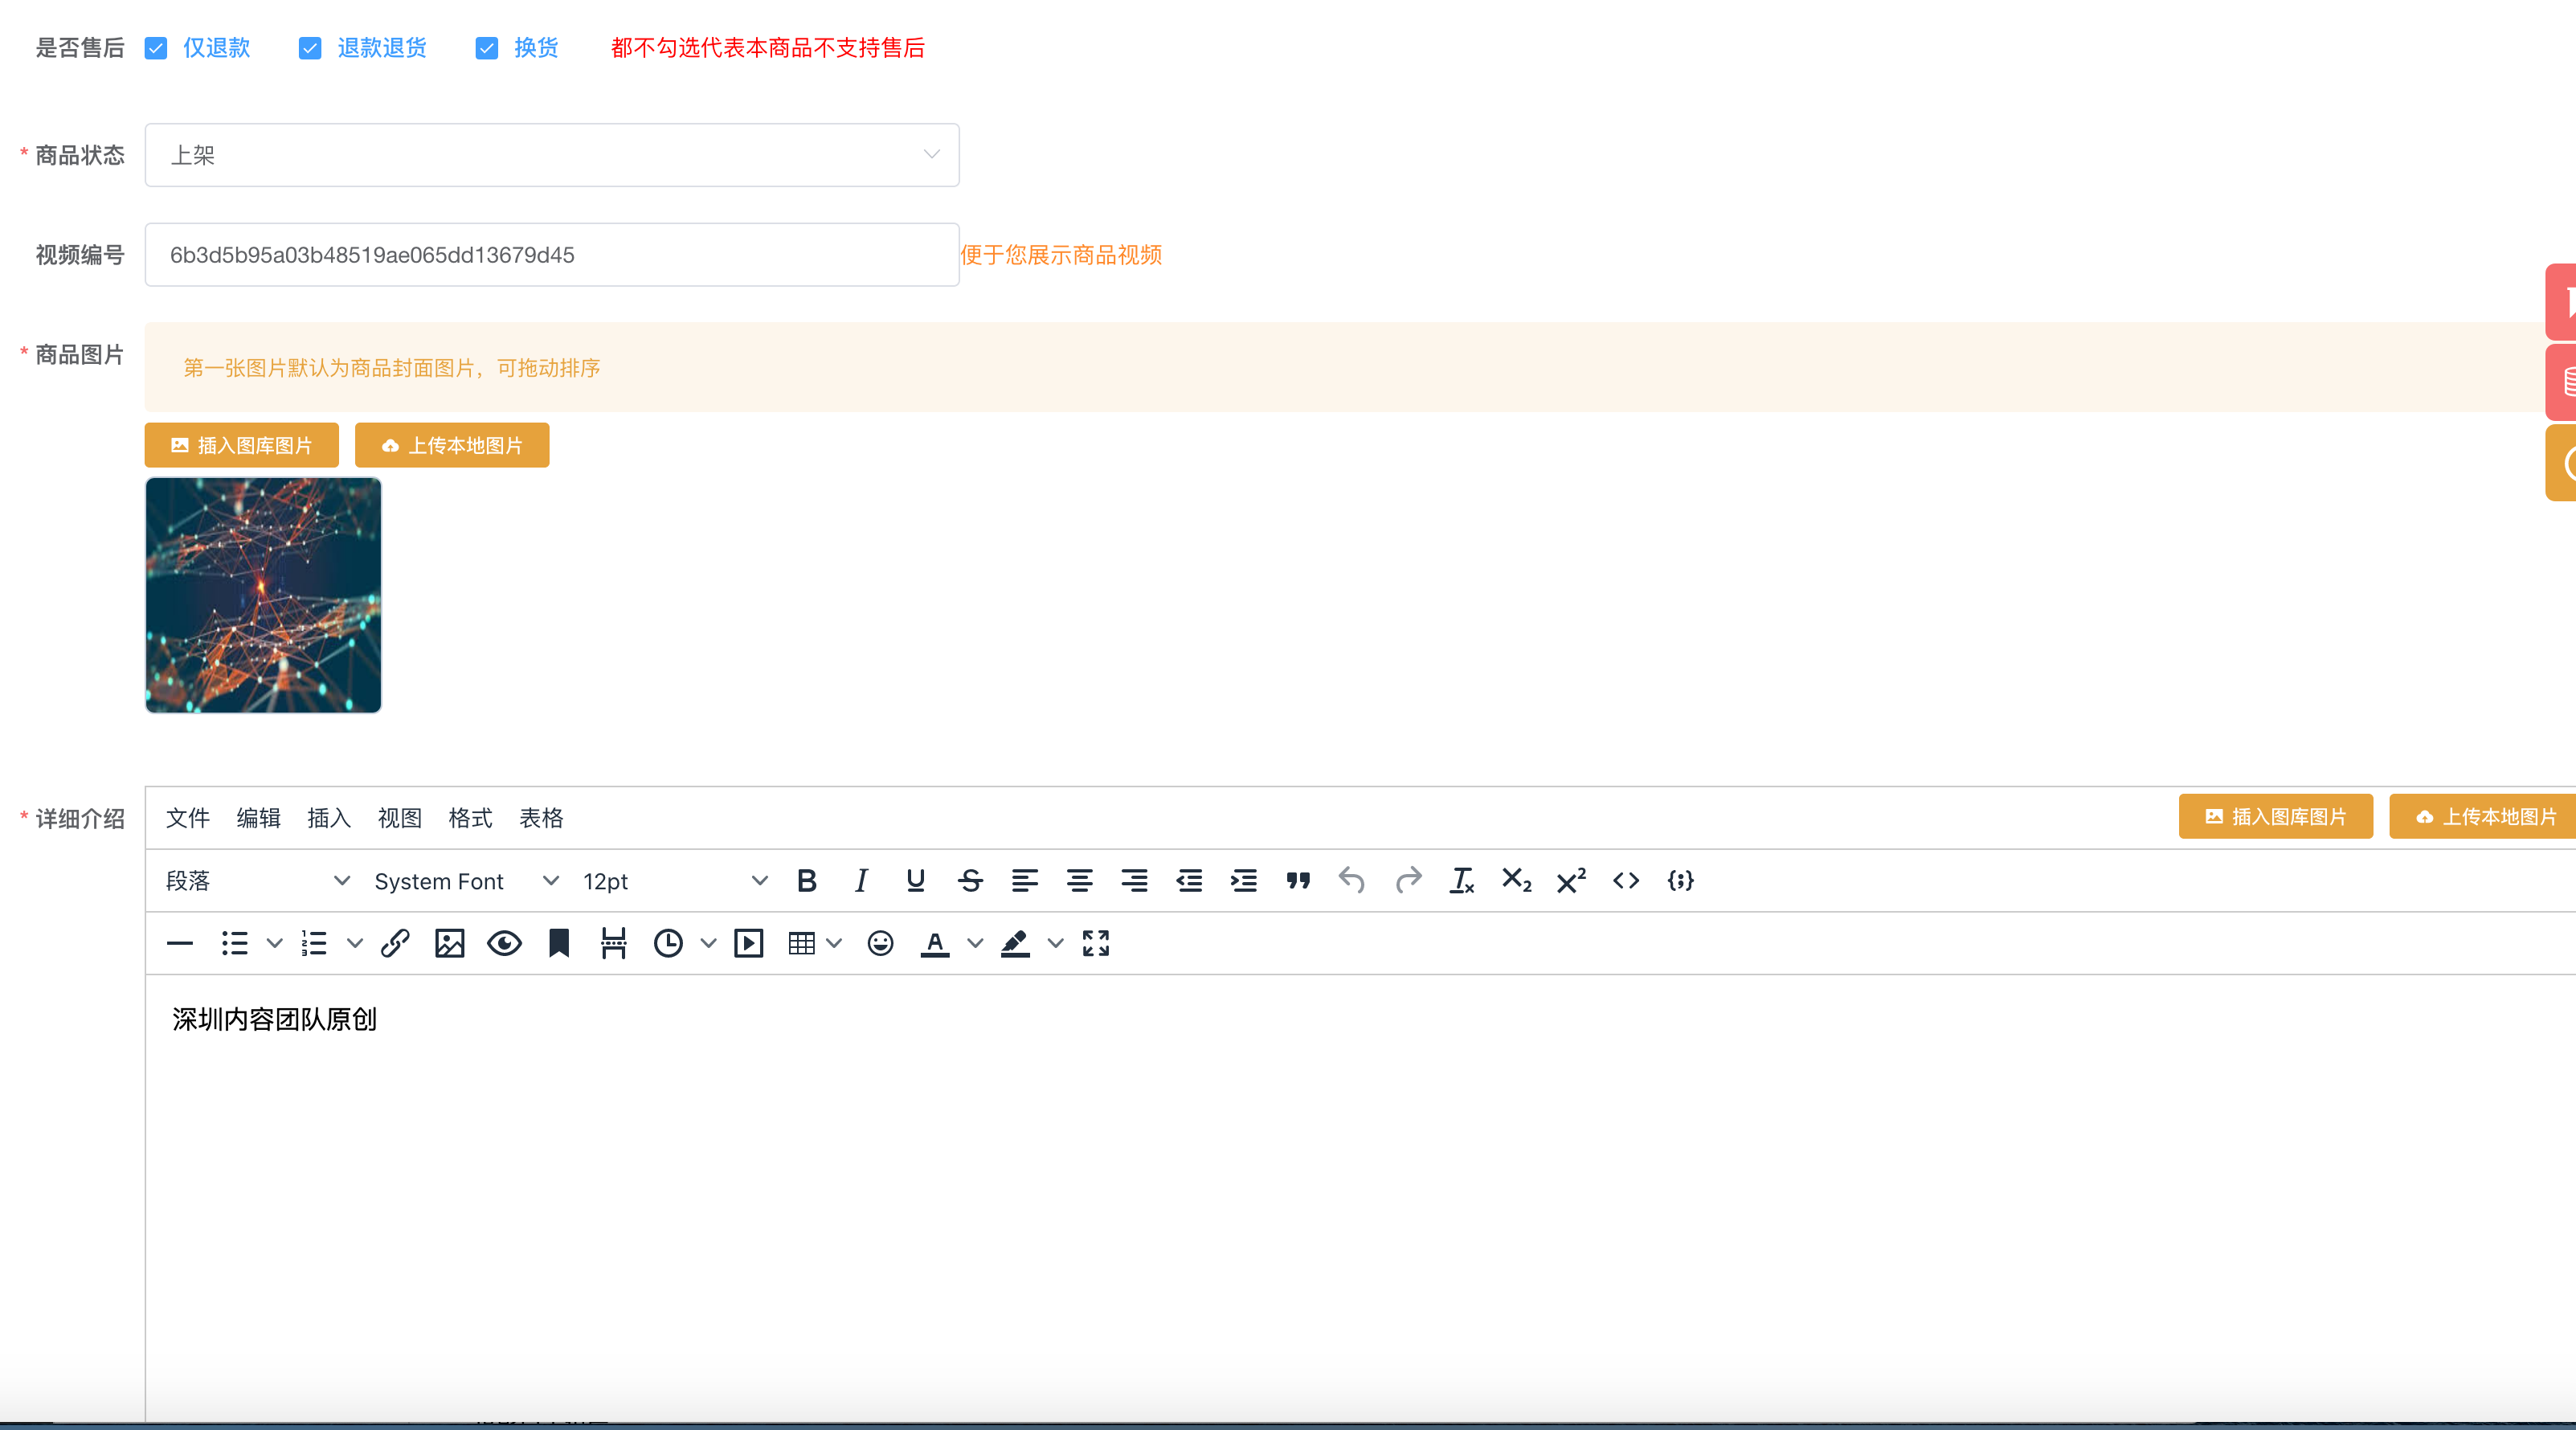 是否售后 仅退款 退款退货 换货 都不勾选代表本商品不支持售后
* 商品状态 上架
视频编号 6b3d5b95a03b48519ae065dd13679d45 便于您展示商品视频
* 商品图片 第一张图片默认为商品封面图片，可拖动排序
插入图库图片 上传本地图片
* 详细介绍 文件 编辑 插入 视图 格式 表格 插入图库图片 上传本地图片
段落 System Font 12pt
深圳内容团队原创